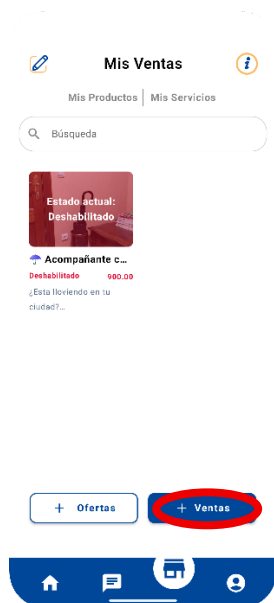 Mis Ventas
Mis Productos | Mis Servicios
Búsqueda
Estado actual:
Deshabilitado
☂ Acompañante c...
Deshabilitado 900.00
¿Esta lloviendo en tu
ciudad?...
+ Ofertas
+ Ventas